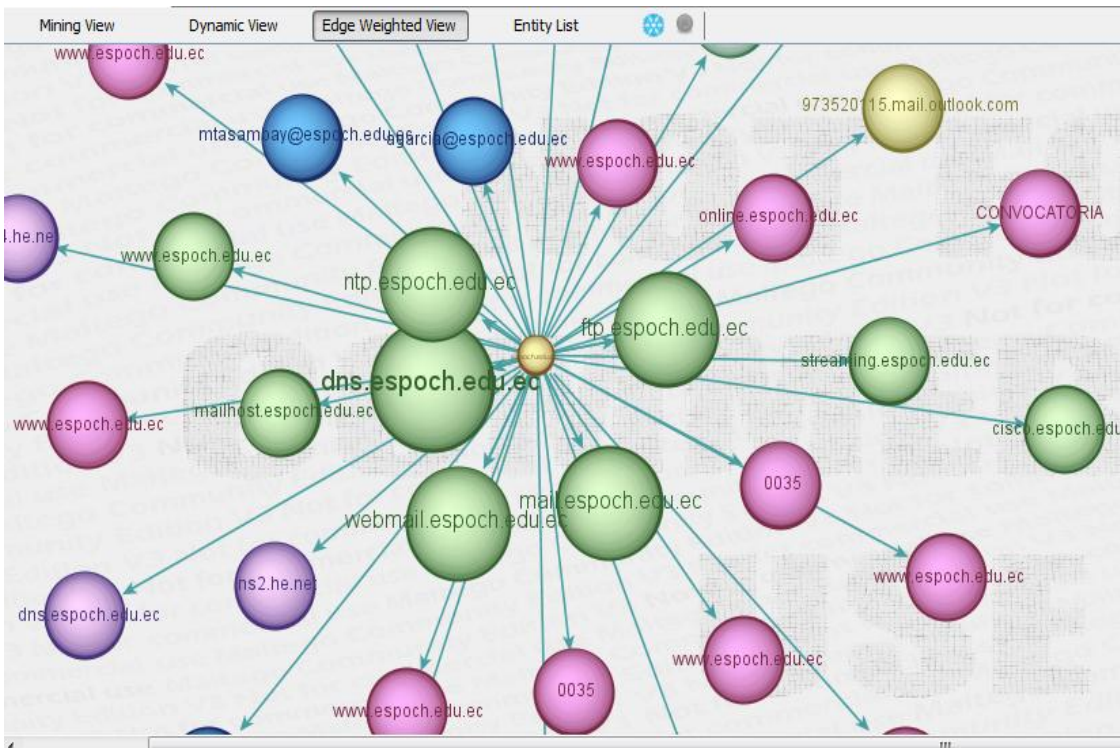 Mining View
Dynamic View
Edge Weighted View
Entity List
www.espoch.edu.ec
973520115.mail.outlook.com
mtasambay@espoch.edu.ec
agarcia@espoch.edu.ec
www.espoch.edu.ec
online.espoch.edu.ec
CONVOCATORIA
4.he.ne
www.espoch.edu.ec
ntp.espoch.edu.ec
ftp.espoch.edu.ec
streaming.espoch.edu.ec
dns.espoch.edu.ec
mailhost.espoch.edu.ec
www.espoch.edu.ec
cisco.espoch.edu
0035
mail.espoch.edu.ec
webmail.espoch.edu.ec
www.espoch.edu.ec
ns2.he.net
dns.espoch.edu.ec
www.espoch.edu.ec
0035
www.espoch.edu.ec